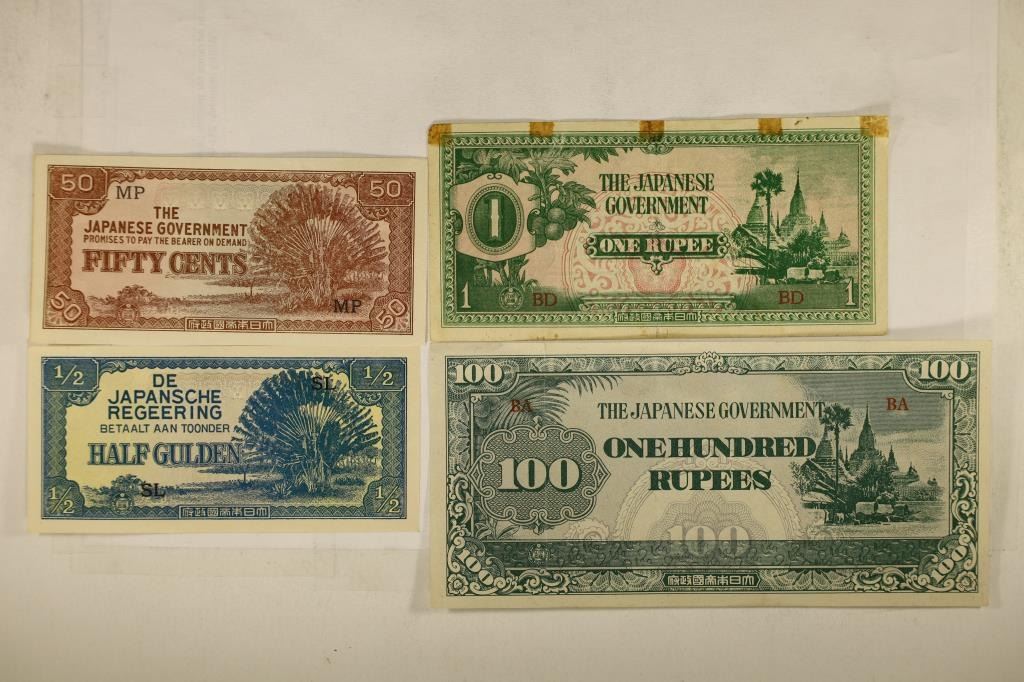 50 MP 50
THE
JAPANESE GOVERNMENT
PROMISES TO PAY THE BEARER ON DEMAND
FIFTY CENTS
MP
50 50
大日本帝國政府
THE JAPANESE
GOVERNMENT
1
ONE RUPEE
1 BD BD 1
大日本帝國政府
1/2 SL 1/2
DE
JAPANSCHE
REGEERING
BETAALT AAN TOONDER
HALF GULDEN
SL
1/2 1/2
大日本帝國政府
100 100
BA BA
THE JAPANESE GOVERNMENT
ONE HUNDRED
100
RUPEES
100
100 100
大日本帝國政府